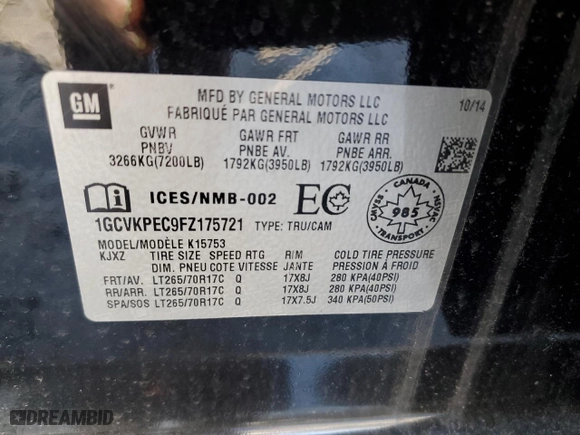 GM
MFD BY GENERAL MOTORS LLC
FABRIQUÉ PAR GENERAL MOTORS LLC
10/14
GVWR GAWR FRT GAWR RR
PNBV PNBE AV. PNBE ARR.
3266KG(7200LB) 1792KG(3950LB) 1792KG(3950LB)
ICES/NMB-002 EC
CANADA
CMVSS 985 NSVAC
TRANSPORT
1GCVKPEC9FZ175721 TYPE: TRU/CAM
MODEL/MODÈLE K15753
KJXZ TIRE SIZE SPEED RTG RIM COLD TIRE PRESSURE
DIM. PNEU COTE VITESSE JANTE PRESSION À FROID
FRT/AV. LT265/70R17C Q 17X8J 280 KPA(40PSI)
RR/ARR. LT265/70R17C Q 17X8J 280 KPA(40PSI)
SPA/SOS LT265/70R17C Q 17X7.5J 340 KPA(50PSI)
DREAMBID